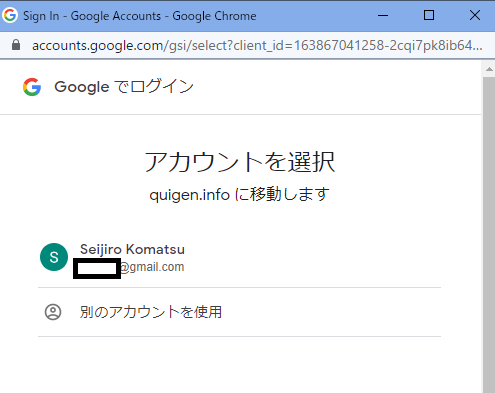 Sign In - Google Accounts - Google Chrome
accounts.google.com/gsi/select?client_id=163867041258-2cqi7pk8ib64...
Google でログイン
アカウントを選択
quigen.info に移動します
S
Seijiro Komatsu
@gmail.com
別のアカウントを使用